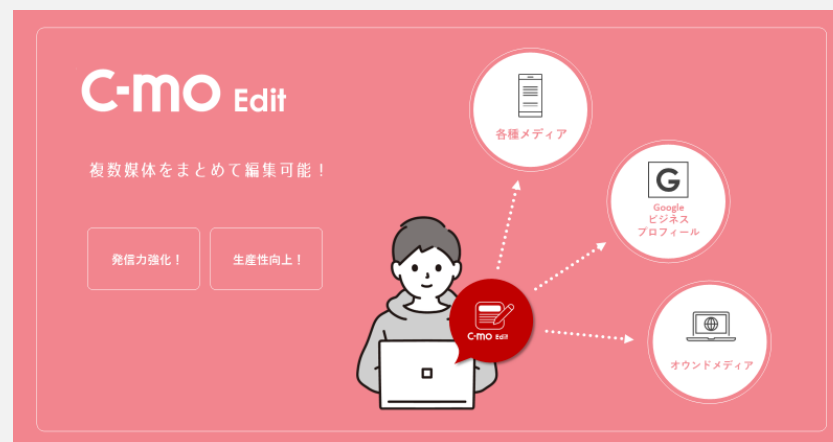 C-mo Edit
複数媒体をまとめて編集可能！
発信力強化！
生産性向上！
各種メディア
G
Google
ビジネス
プロフィール
C-mo Edit
オウンドメディア